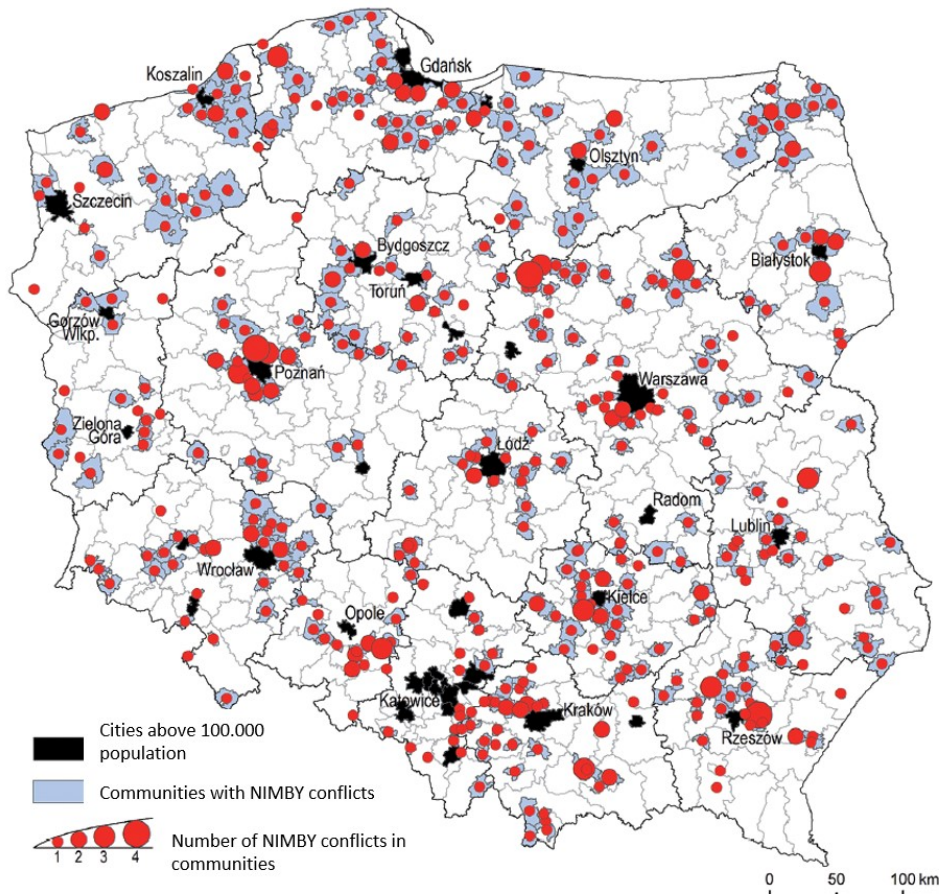 Gdańsk
Koszalin
Olsztyn
Szczecin
Bydgoszcz
Białystok
Toruń
Gorzów
Wlkp.
Poznań
Warszawa
Zielona
Góra
Łódź
Radom
Lublin
Wrocław
Kielce
Opole
Katowice
Kraków
Rzeszów
Cities above 100.000
population
Communities with NIMBY conflicts
Number of NIMBY conflicts in
communities
1 2 3 4
0 50 100 km